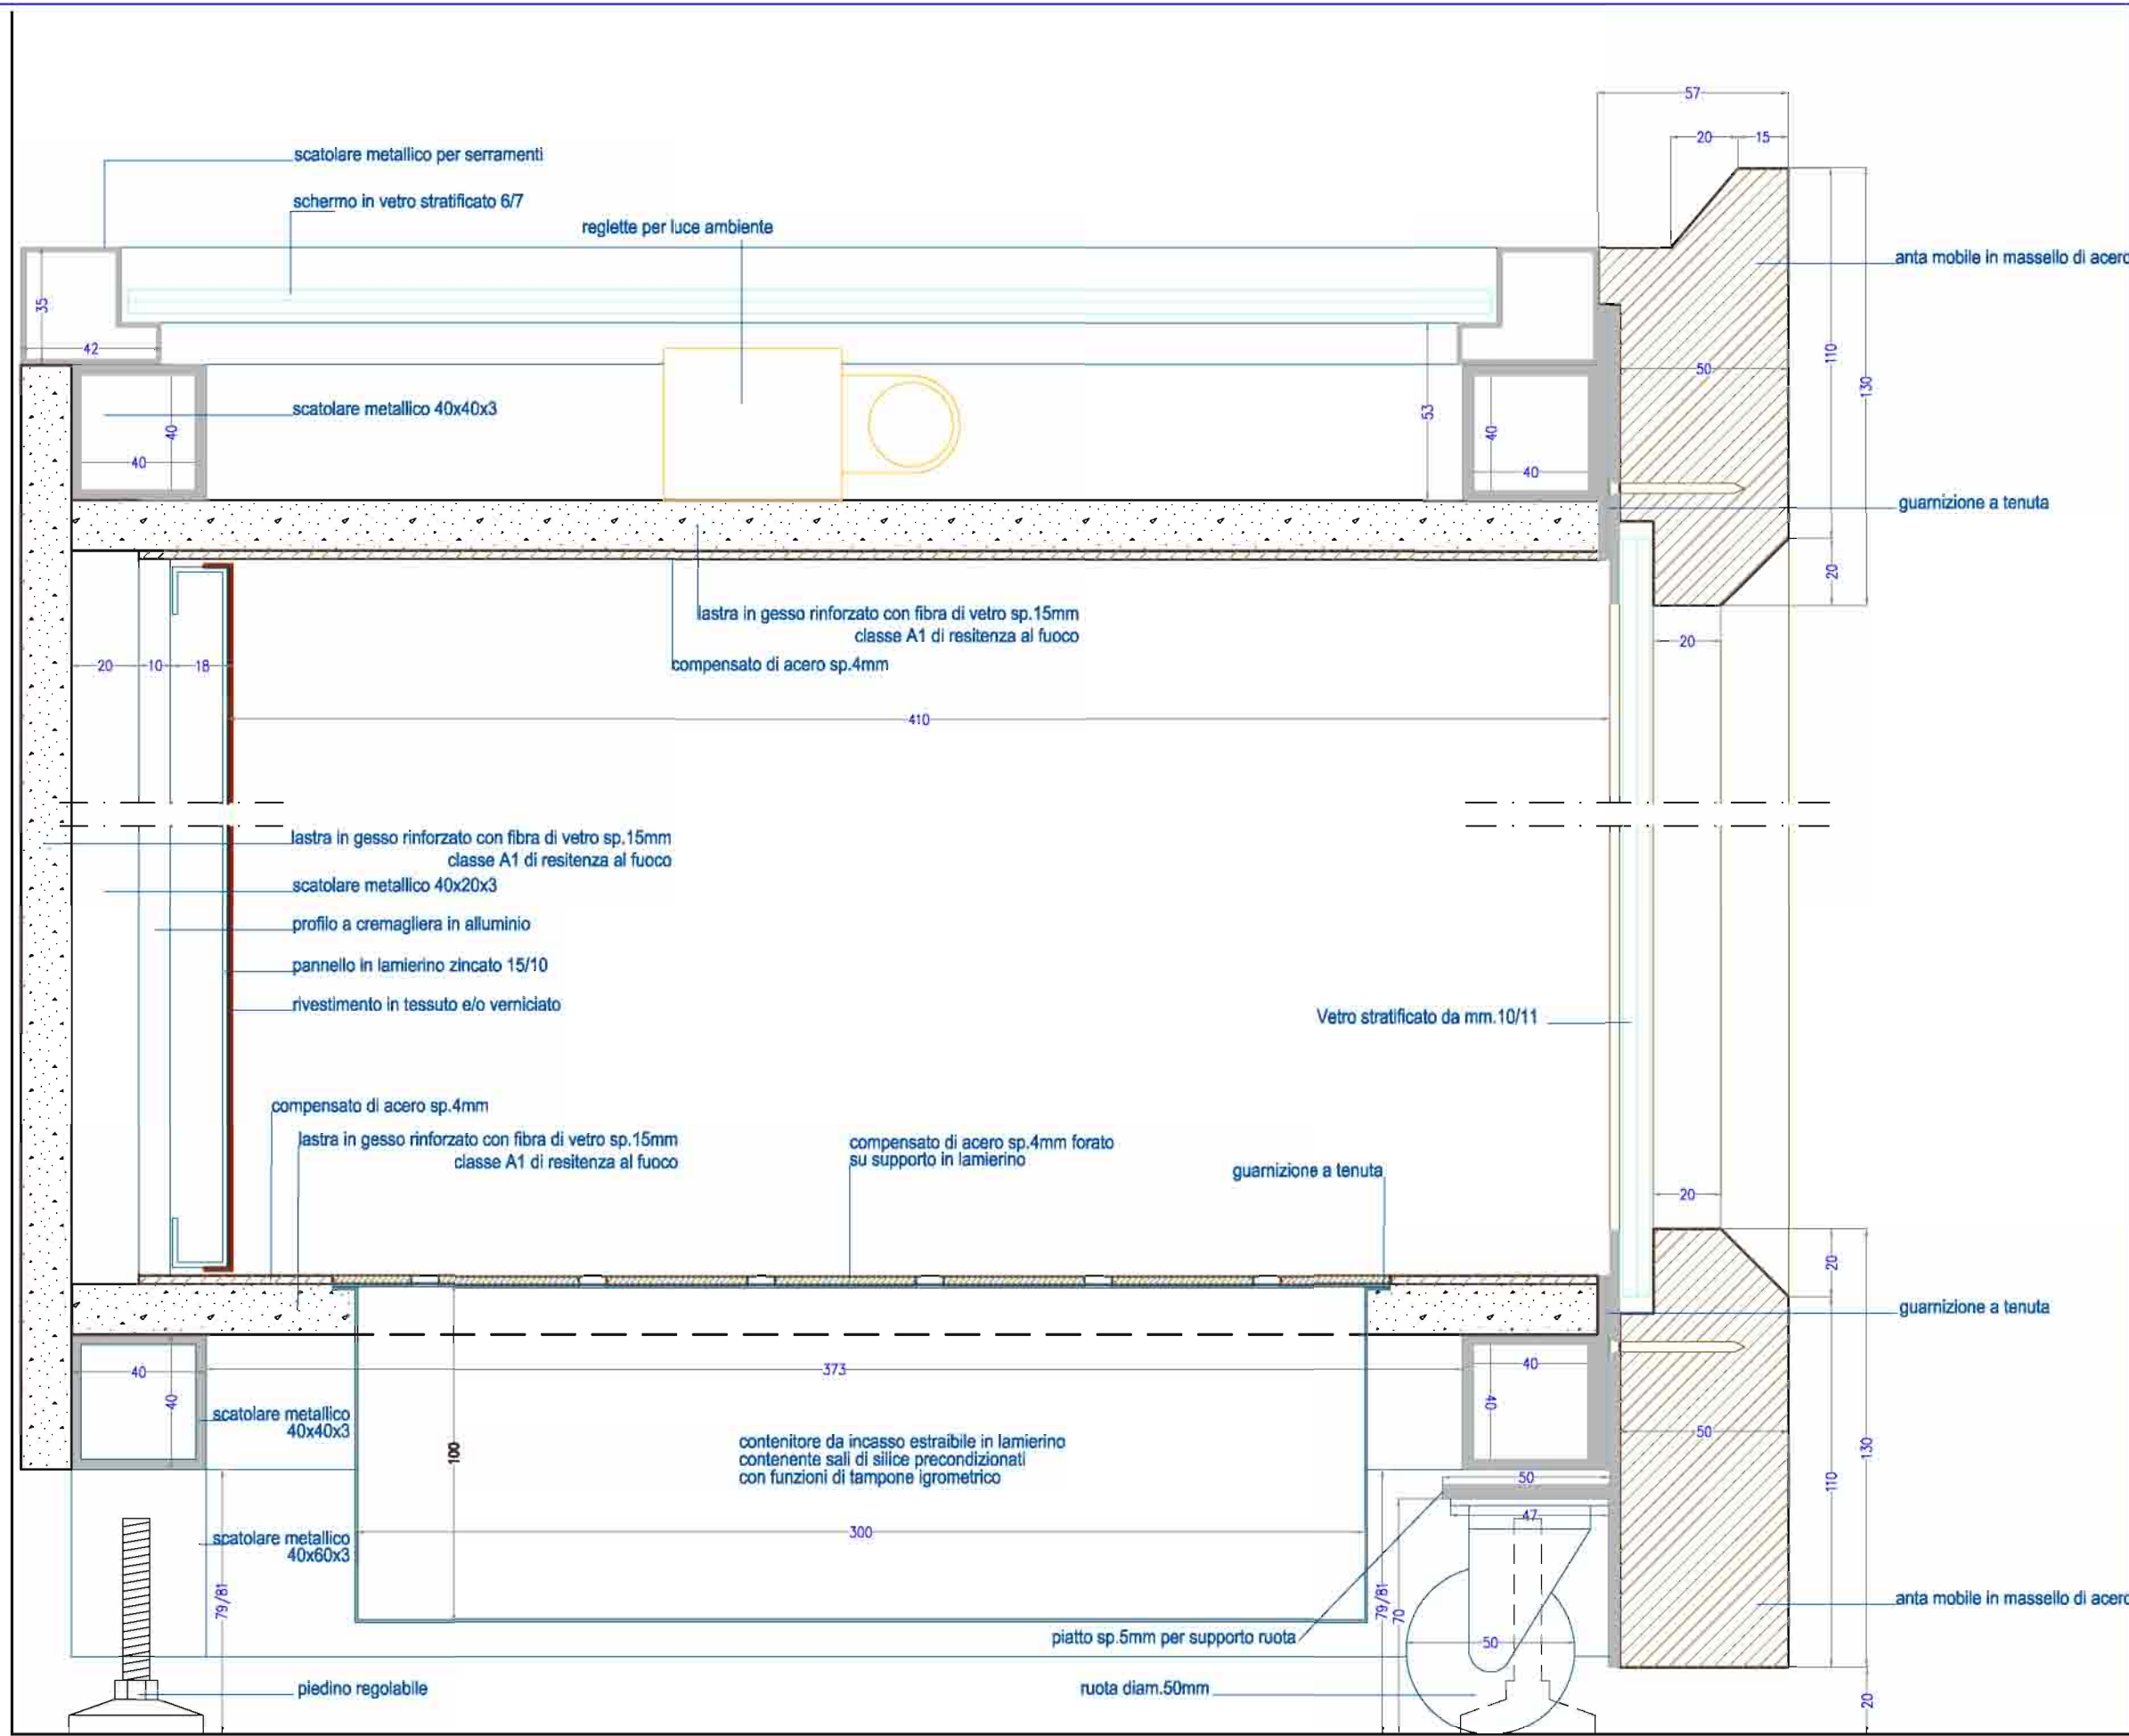 57
20
15
scatolare metallico per serramenti
schermo in vetro stratificato 6/7
reglette per luce ambiente
anta mobile in massello di acero
35
42
53
50
110
130
scatolare metallico 40x40x3
40
40
40
40
guarnizione a tenuta
20
lastra in gesso rinforzato con fibra di vetro sp.15mm
classe A1 di resitenza al fuoco
compensato di acero sp.4mm
20
20
10
18
410
lastra in gesso rinforzato con fibra di vetro sp.15mm
classe A1 di resitenza al fuoco
scatolare metallico 40x20x3
profilo a cremagliera in alluminio
pannello in lamierino zincato 15/10
rivestimento in tessuto e/o verniciato
Vetro stratificato da mm.10/11
compensato di acero sp.4mm
lastra in gesso rinforzato con fibra di vetro sp.15mm
classe A1 di resitenza al fuoco
compensato di acero sp.4mm forato
su supporto in lamierino
guarnizione a tenuta
20
20
guarnizione a tenuta
40
40
373
40
40
scatolare metallico
40x40x3
100
contenitore da incasso estraibile in lamierino
contenente sali di silice precondizionati
con funzioni di tampone igrometrico
50
50
130
110
47
300
scatolare metallico
40x60x3
79/81
79/81
70
anta mobile in massello di acero
piatto sp.5mm per supporto ruota
50
piedino regolabile
ruota diam.50mm
20